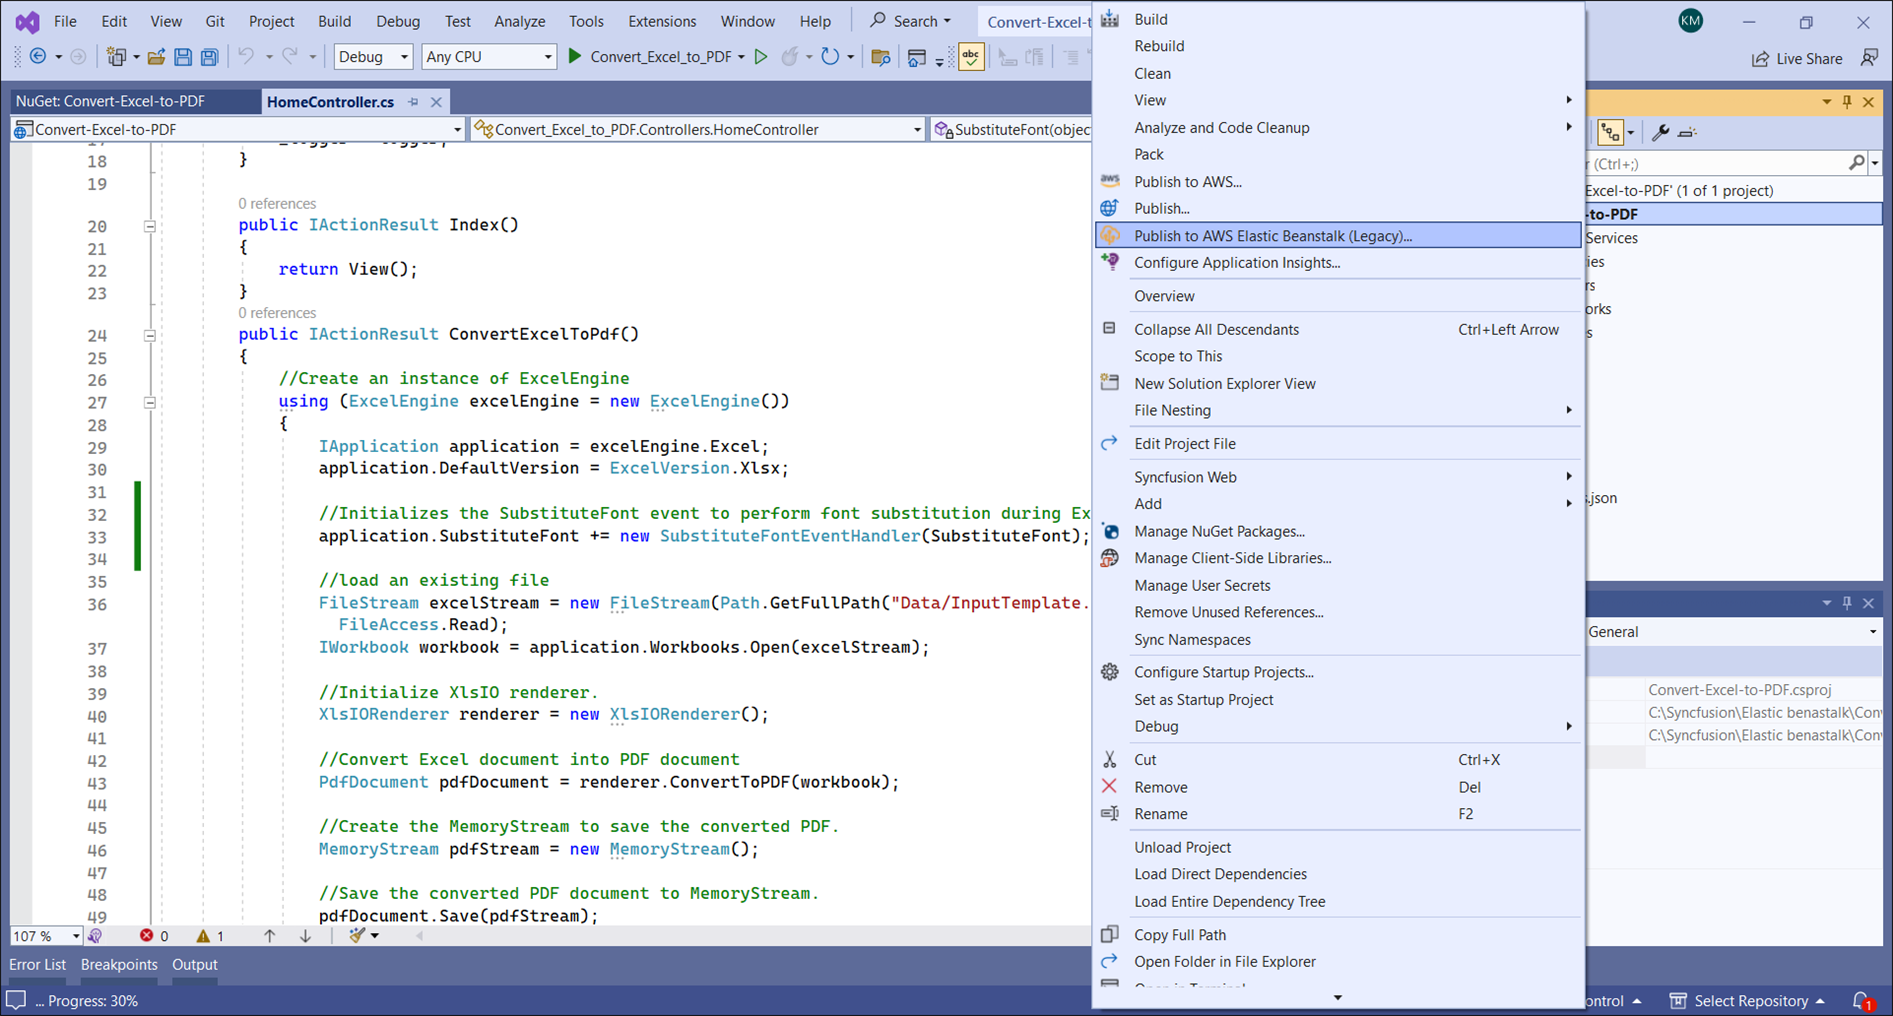 File Edit View Git Project Build Debug Test Analyze Tools Extensions Window Help Search Convert-Excel-t KM
Debug Any CPU Convert_Excel_to_PDF abc Live Share
NuGet: Convert-Excel-to-PDF HomeController.cs
Convert-Excel-to-PDF Convert_Excel_to_PDF.Controllers.HomeController SubstituteFont(objec
18 }
19
0 references
20 public IActionResult Index()
21 {
22 return View();
23 }
0 references
24 public IActionResult ConvertExcelToPdf()
25 {
26 //Create an instance of ExcelEngine
27 using (ExcelEngine excelEngine = new ExcelEngine())
28 {
29 IApplication application = excelEngine.Excel;
30 application.DefaultVersion = ExcelVersion.Xlsx;
31
32 //Initializes the SubstituteFont event to perform font substitution during Ex
33 application.SubstituteFont += new SubstituteFontEventHandler(SubstituteFont);
34
35 //load an existing file
36 FileStream excelStream = new FileStream(Path.GetFullPath("Data/InputTemplate.
FileAccess.Read);
37 IWorkbook workbook = application.Workbooks.Open(excelStream);
38
39 //Initialize XlsIO renderer.
40 XlsIORenderer renderer = new XlsIORenderer();
41
42 //Convert Excel document into PDF document
43 PdfDocument pdfDocument = renderer.ConvertToPDF(workbook);
44
45 //Create the MemoryStream to save the converted PDF.
46 MemoryStream pdfStream = new MemoryStream();
47
48 //Save the converted PDF document to MemoryStream.
49 pdfDocument.Save(pdfStream);
107 % 0 1
Error List Breakpoints Output
... Progress: 30%
Build
Rebuild
Clean
View
Analyze and Code Cleanup
Pack
aws Publish to AWS...
Publish...
Publish to AWS Elastic Beanstalk (Legacy)...
Configure Application Insights...
Overview
Collapse All Descendants Ctrl+Left Arrow
Scope to This
New Solution Explorer View
File Nesting
Edit Project File
Syncfusion Web
Add
Manage NuGet Packages...
Manage Client-Side Libraries...
Manage User Secrets
Remove Unused References...
Sync Namespaces
Configure Startup Projects...
Set as Startup Project
Debug
Cut Ctrl+X
Remove Del
Rename F2
Unload Project
Load Direct Dependencies
Load Entire Dependency Tree
Copy Full Path
Open Folder in File Explorer
r (Ctrl+;)
Excel-to-PDF' (1 of 1 project)
-to-PDF
Services
ies
rs
orks
s
s.json
General
Convert-Excel-to-PDF.csproj
C:\Syncfusion\Elastic benastalk\Con
C:\Syncfusion\Elastic benastalk\Con
ontrol Select Repository 1